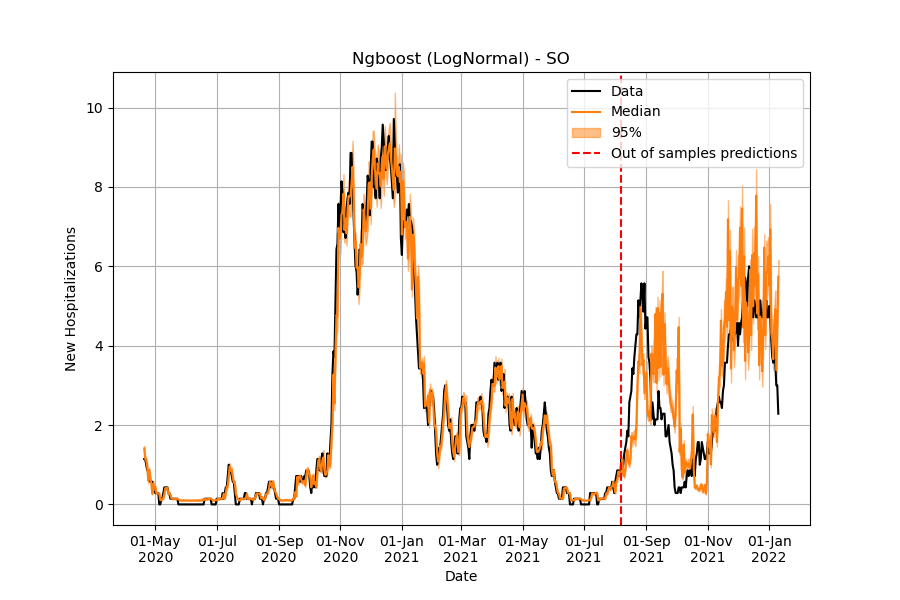 Ngboost (LogNormal) - SO
Data
Median
95%
Out of samples predictions
New Hospitalizations
10
8
6
4
2
0
01-May 01-Jul 01-Sep 01-Nov 01-Jan 01-Mar 01-May 01-Jul 01-Sep 01-Nov 01-Jan
2020 2020 2020 2020 2021 2021 2021 2021 2021 2021 2022
Date